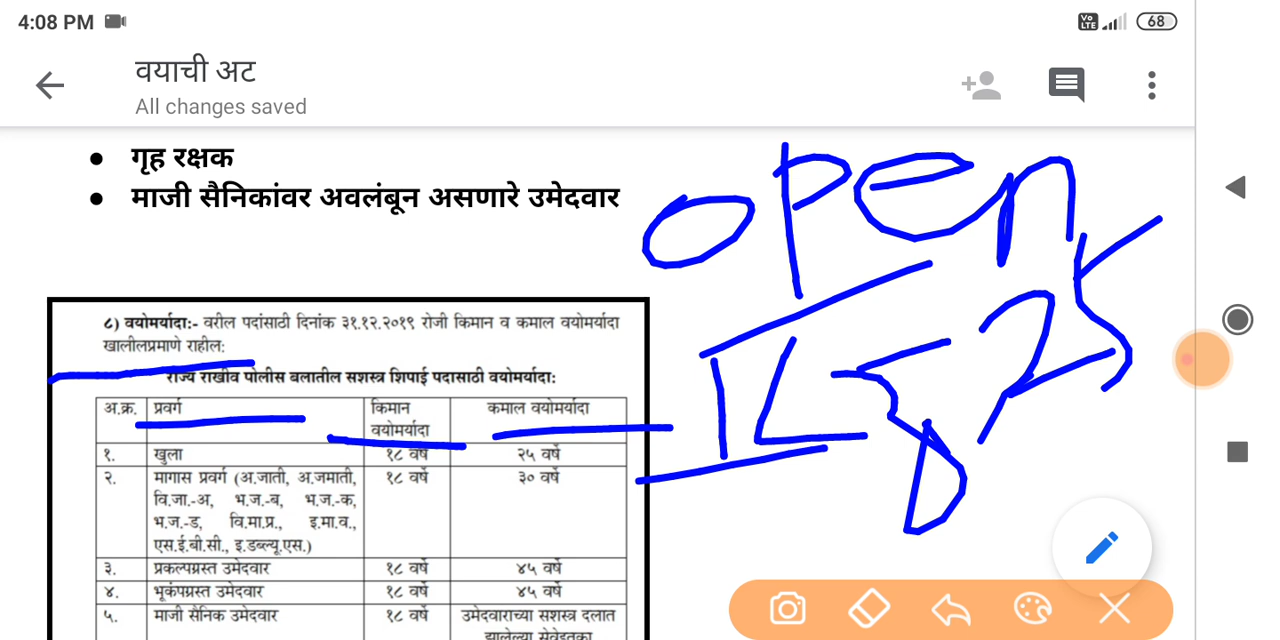 4:08 PM
Vo LTE
68
वयाची अट
All changes saved
गृह रक्षक
माजी सैनिकांवर अवलंबून असणारे उमेदवार
open
25
८) वयोमर्यादा:- वरील पदांसाठी दिनांक ३१.१२.२०१९ रोजी किमान व कमाल वयोमर्यादा
खालीलप्रमाणे राहील:
राज्य राखीव पोलीस बलातील सशस्त्र शिपाई पदासाठी वयोमर्यादा:
अ.क्र. प्रवर्ग किमान वयोमर्यादा कमाल वयोमर्यादा
१. खुला १८ वर्षे २५ वर्षे
२. मागास प्रवर्ग (अ.जाती, अ.जमाती, १८ वर्षे ३० वर्षे
वि.जा.-अ, भ.ज.-ब, भ.ज.-क,
भ.ज.-ड, वि.मा.प्र., इ.मा.व.,
एस.ई.बी.सी., इ.डब्ल्यू.एस.)
३. प्रकल्पग्रस्त उमेदवार १८ वर्षे ४५ वर्षे
४. भूकंपग्रस्त उमेदवार १८ वर्षे ४५ वर्षे
५. माजी सैनिक उमेदवार १८ वर्षे उमेदवाराच्या सशस्त्र दलात
झालेल्या सेवेइतका